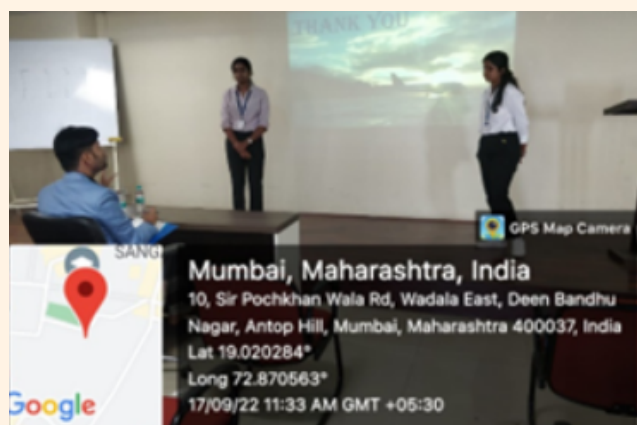 THANK YOU
GPS Map Camera
SANG
Mumbai, Maharashtra, India
10, Sir Pochkhan Wala Rd, Wadala East, Deen Bandhu
Nagar, Antop Hill, Mumbai, Maharashtra 400037, India
Lat 19.020284°
Long 72.870563°
17/09/22 11:33 AM GMT +05:30
Google